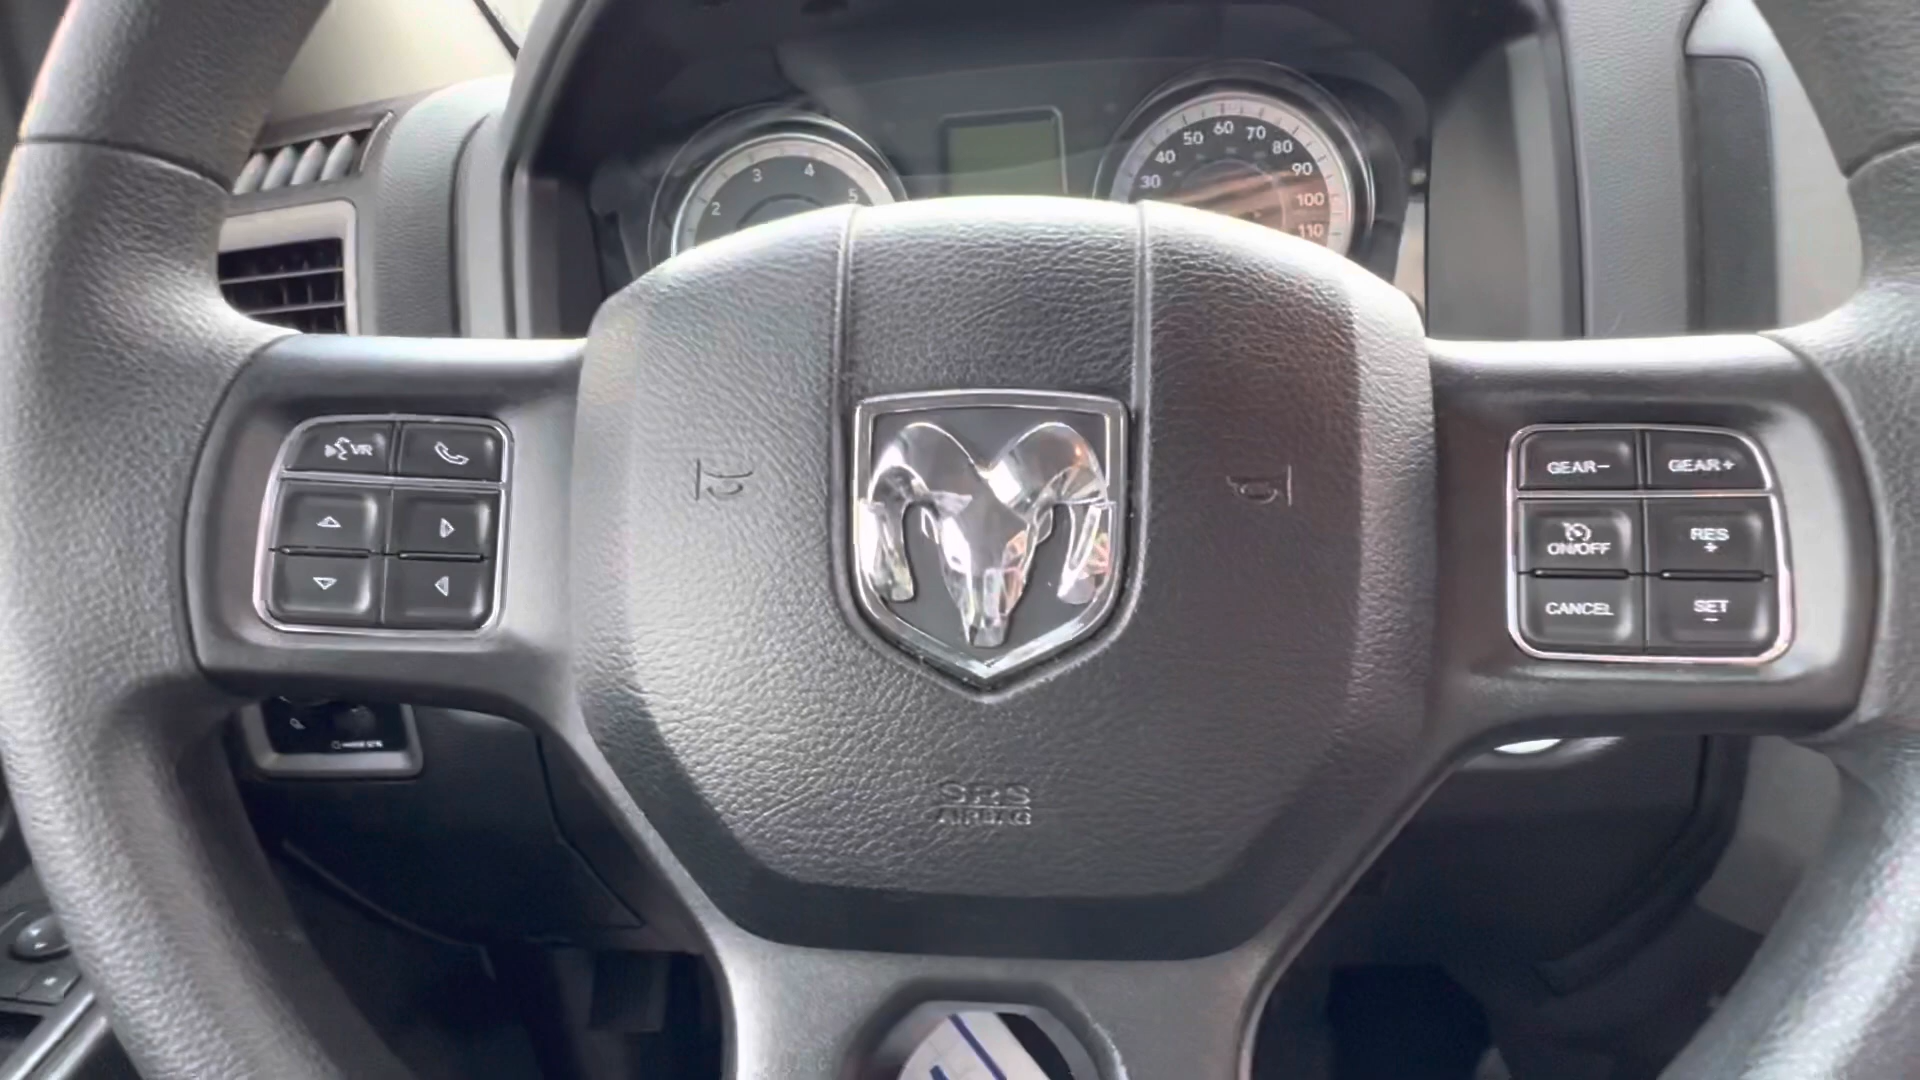 2 3 4 5
30 40 50 60 70 80 90 100 110
VR
GEAR- GEAR+
ON/OFF RES +
CANCEL SET -
SRS
AIRBAG